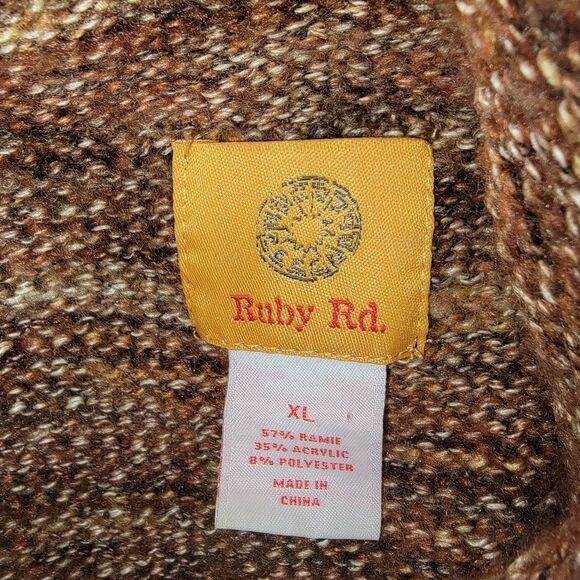 Ruby Rd.
XL
57% RAMIE
35% ACRYLIC
8% POLYESTER
MADE IN
CHINA